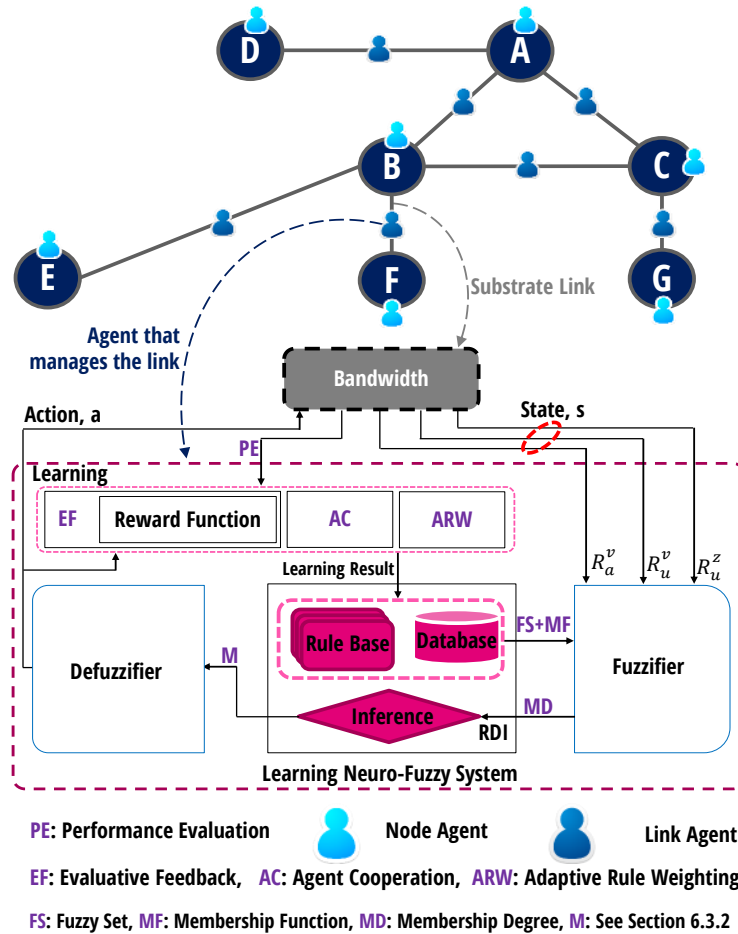 D
A
B
C
E
F
G
Substrate Link
Agent that
manages the link
Bandwidth
Action, a
State, s
PE
Learning
EF
Reward Function
AC
ARW
Learning Result
R_a^v
R_u^v
R_u^z
Rule Base
Database
FS+MF
Defuzzifier
M
Fuzzifier
Inference
MD
RDI
Learning Neuro-Fuzzy System
PE: Performance Evaluation
Node Agent
Link Agent
EF: Evaluative Feedback, AC: Agent Cooperation, ARW: Adaptive Rule Weighting
FS: Fuzzy Set, MF: Membership Function, MD: Membership Degree, M: See Section 6.3.2